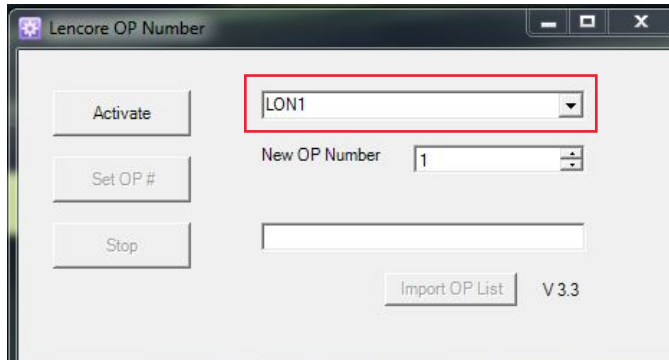 Lencore OP Number
Activate
LON1
New OP Number
1
Set OP #
Stop
Import OP List
V 3.3